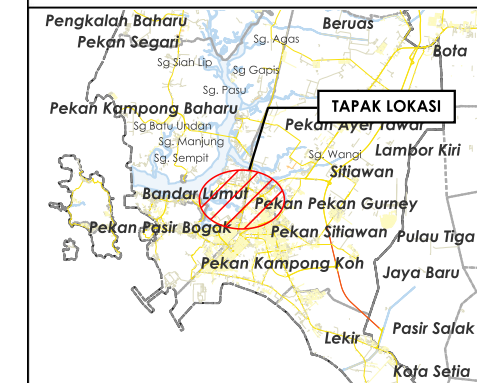 Pengkalah Baharu
Beruas
Pekan Segari
Sg. Agas
Bota
Sg Siah Lip
Sg Gapis
Sg. Pasu
Pekan Kampong Baharu
TAPAK LOKASI
Sg Batu Undan
Pekan Ayer Tawar
Sg. Manjung
Lambor Kiri
Sg. Sempit
Sg. Wangi
Sitiawan
Bandar Lumut
Pekan Pekan Gurney
Pekan Pasir Bogak
Pekan Sitiawan
Pulau Tiga
Pekan Kampong Koh
Jaya Baru
Pasir Salak
Lekir
Kota Setia